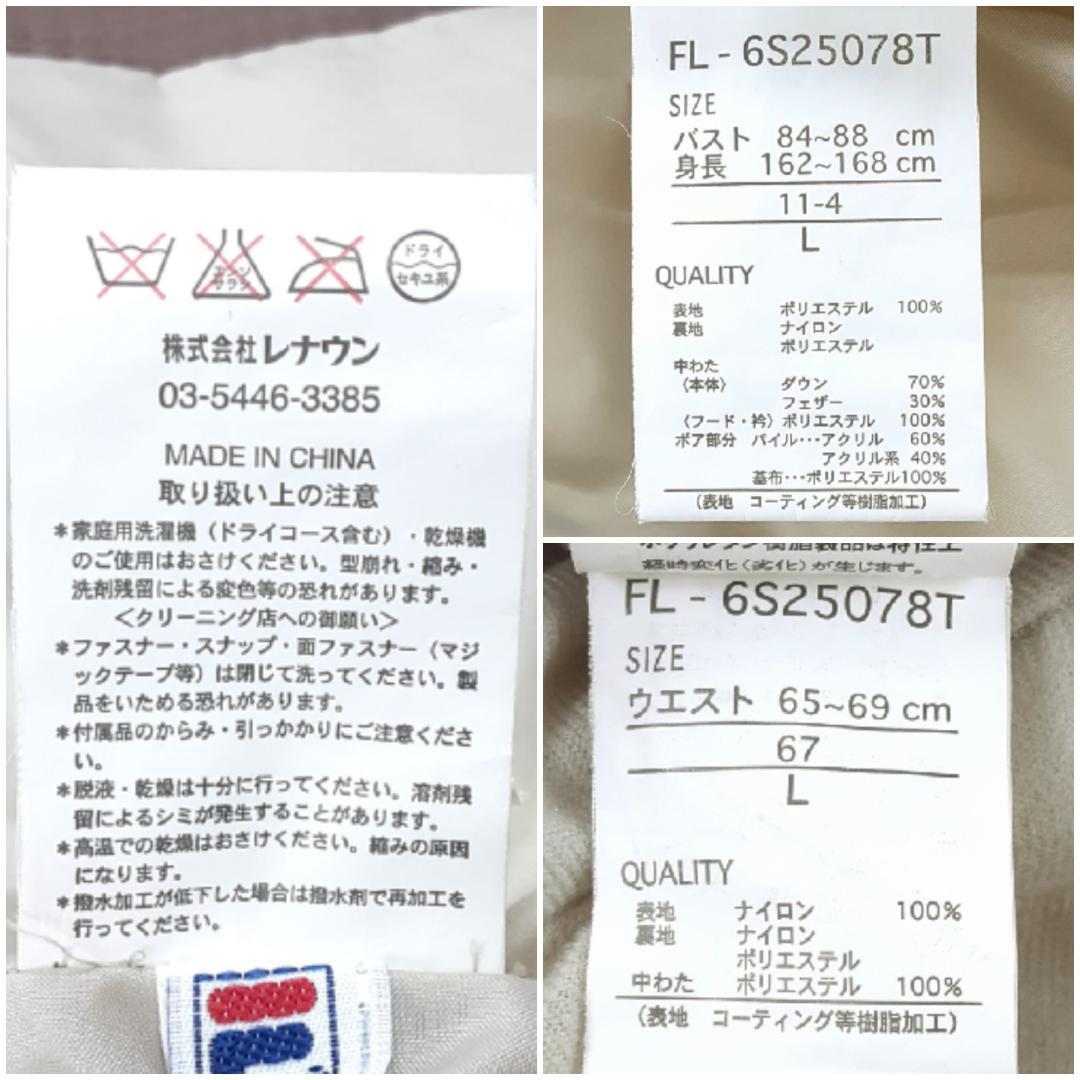 エンソ
サラシ
ドライ
セキユ系
株式会社レナウン
03-5446-3385
MADE IN CHINA
取り扱い上の注意
*家庭用洗濯機（ドライコース含む）・乾燥機
のご使用はおさけください。型崩れ・縮み・
洗剤残留による変色等の恐れがあります。
＜クリーニング店への御願い＞
*ファスナー・スナップ・面ファスナー（マジ
ックテープ等）は閉じて洗ってください。製
品をいためる恐れがあります。
*付属品のからみ・引っかかりにご注意くださ
い。
*脱液・乾燥は十分に行ってください。溶剤残
留によるシミが発生することがあります。
*高温での乾燥はおさけください。縮みの原因
になります。
*撥水加工が低下した場合は撥水剤で再加工を
行ってください。
FL - 6S25078T
SIZE
バスト 84~88 cm
身長 162~168 cm
11-4
L
QUALITY
表地 ポリエステル 100%
裏地 ナイロン
ポリエステル
中わた
〈本体〉 ダウン 70%
フェザー 30%
〈フード・衿〉ポリエステル 100%
ボア部分 パイル・・・アクリル 60%
アクリル系 40%
基布・・・ポリエステル100%
（表地 コーティング等樹脂加工）
経時変化（劣化）が生じます。
FL - 6S25078T
SIZE
ウエスト 65~69 cm
67
L
QUALITY
表地 ナイロン 100%
裏地 ナイロン
ポリエステル
中わた ポリエステル 100%
（表地 コーティング等樹脂加工）